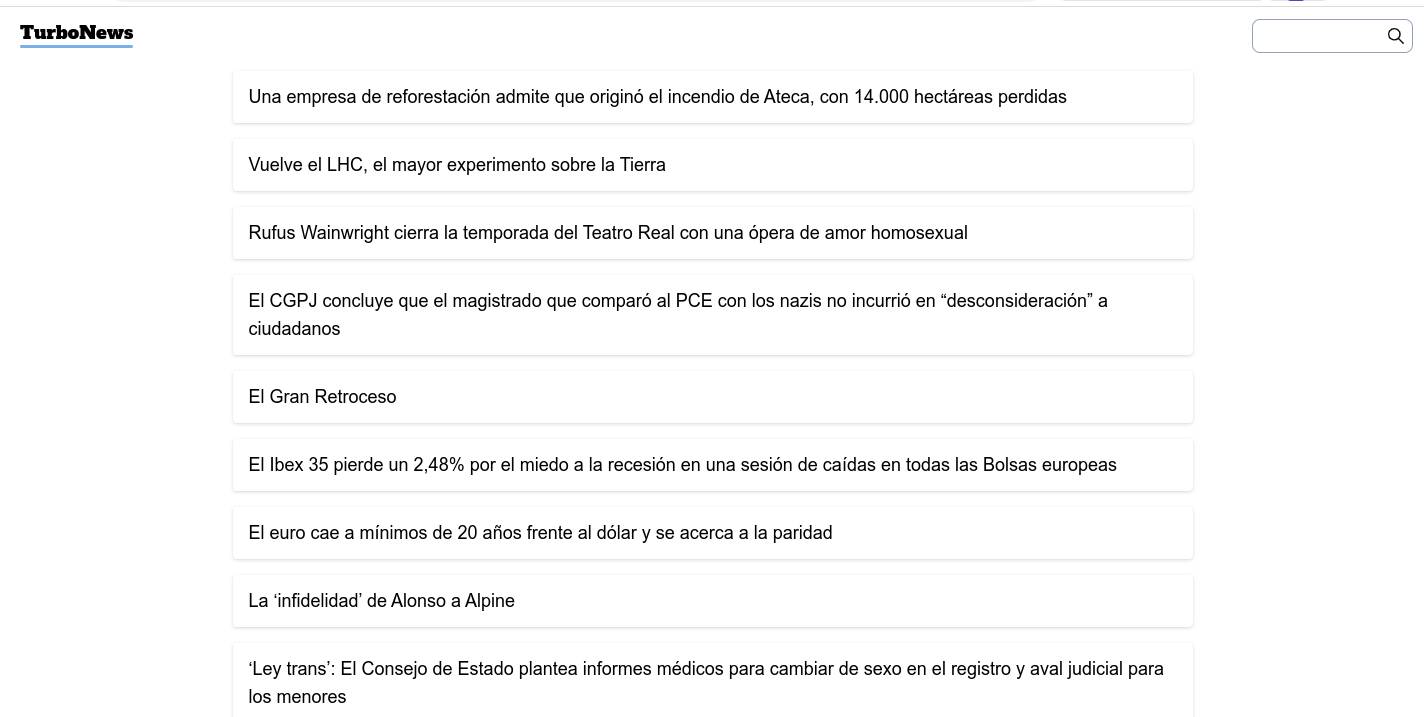 TurboNews
Una empresa de reforestación admite que originó el incendio de Ateca, con 14.000 hectáreas perdidas
Vuelve el LHC, el mayor experimento sobre la Tierra
Rufus Wainwright cierra la temporada del Teatro Real con una ópera de amor homosexual
El CGPJ concluye que el magistrado que comparó al PCE con los nazis no incurrió en “desconsideración” a
ciudadanos
El Gran Retroceso
El Ibex 35 pierde un 2,48% por el miedo a la recesión en una sesión de caídas en todas las Bolsas europeas
El euro cae a mínimos de 20 años frente al dólar y se acerca a la paridad
La ‘infidelidad’ de Alonso a Alpine
‘Ley trans’: El Consejo de Estado plantea informes médicos para cambiar de sexo en el registro y aval judicial para
los menores